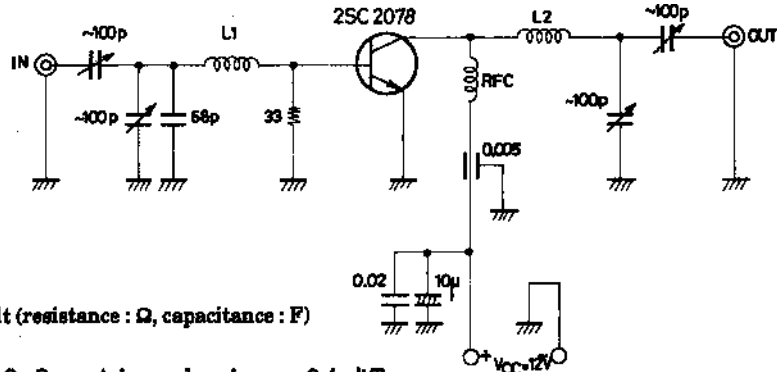 2SC 2078
~100p
L1
L2
~100p
IN
OUT
RFC
~100p
68p
33
~100p
0.005
0.02
10μ
lt (resistance : Ω, capacitance : F)
+ VCC=12V